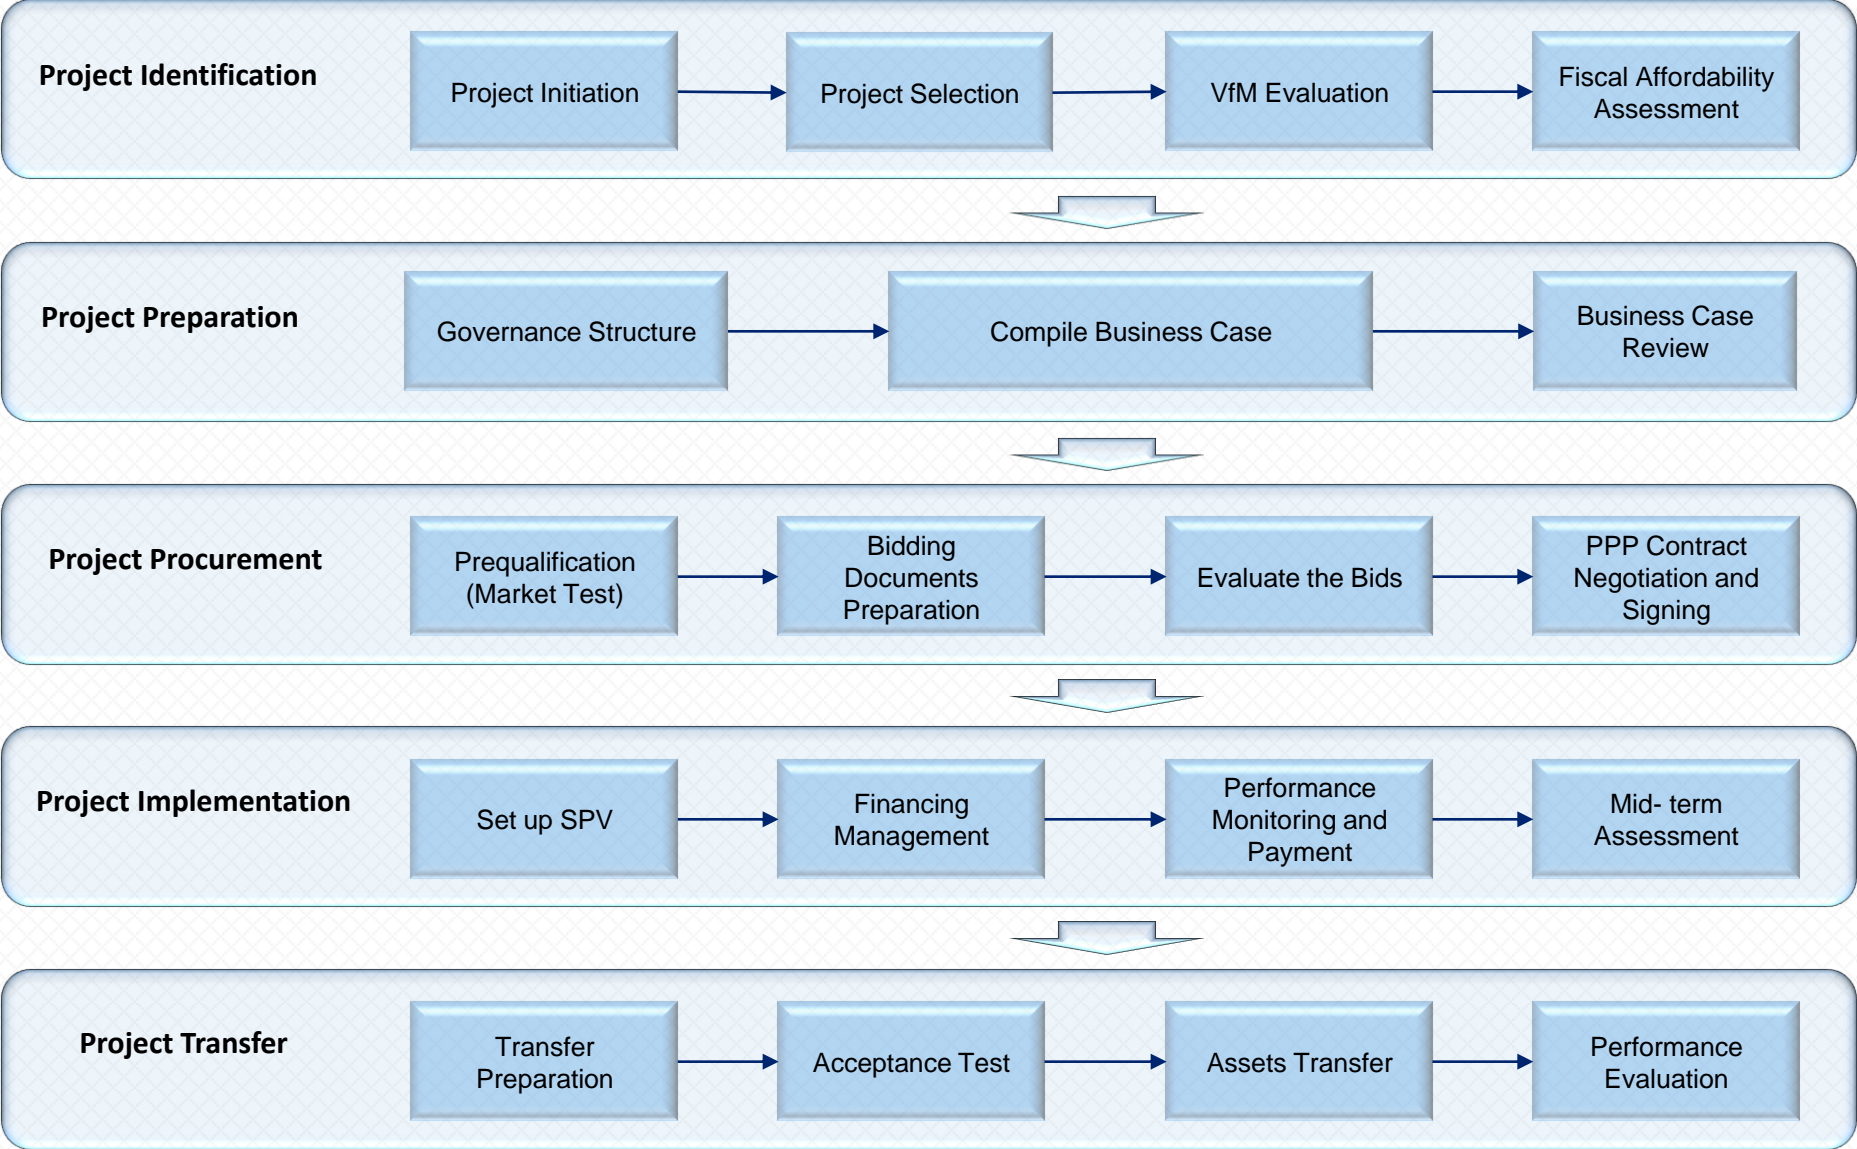 Project Identification
Project Initiation
Project Selection
VfM Evaluation
Fiscal Affordability
Assessment
Project Preparation
Governance Structure
Compile Business Case
Business Case
Review
Project Procurement
Prequalification
(Market Test)
Bidding
Documents
Preparation
Evaluate the Bids
PPP Contract
Negotiation and
Signing
Project Implementation
Set up SPV
Financing
Management
Performance
Monitoring and
Payment
Mid- term
Assessment
Project Transfer
Transfer
Preparation
Acceptance Test
Assets Transfer
Performance
Evaluation